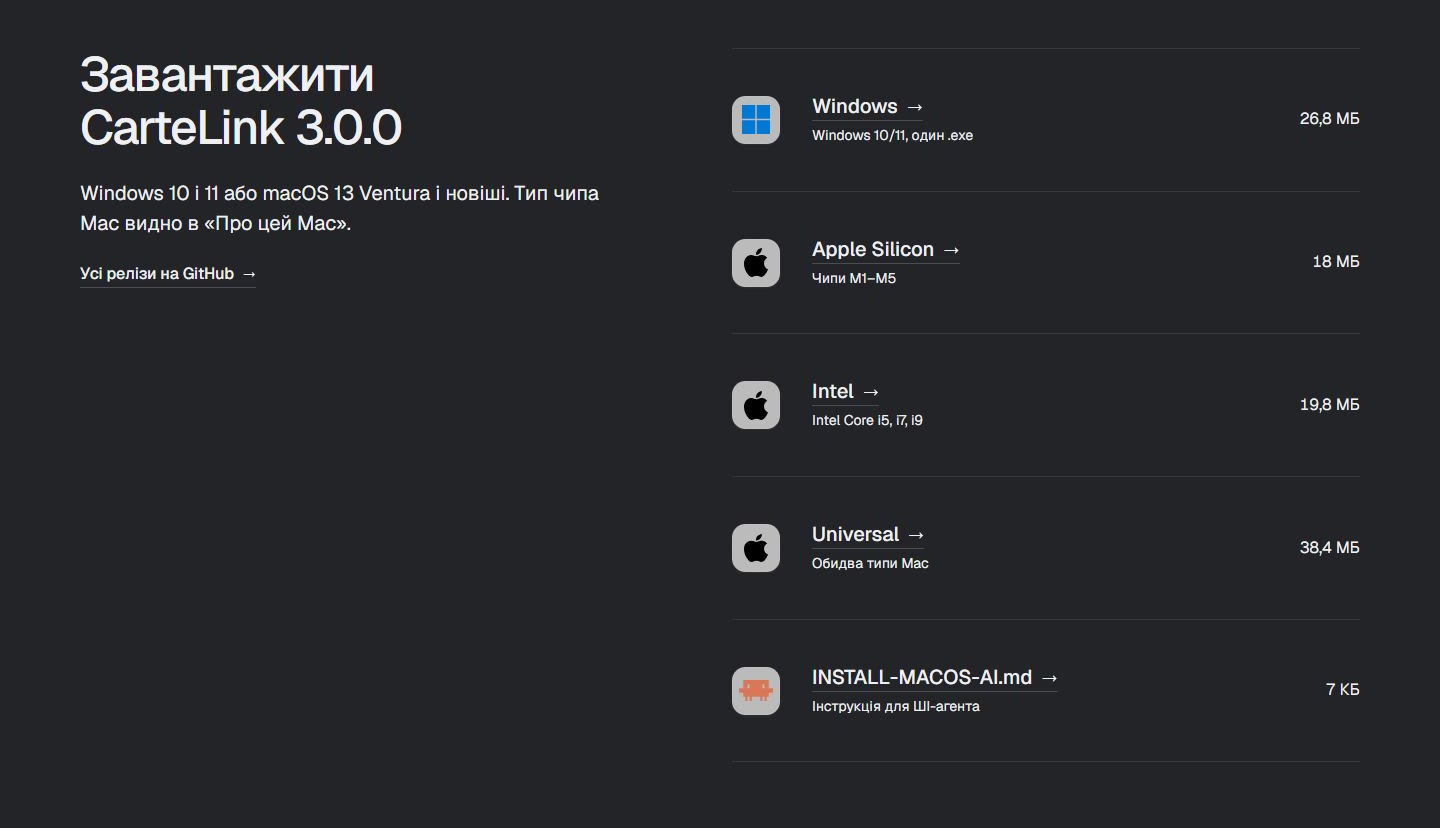 Завантажити
CarteLink 3.0.0
Windows 10 і 11 або macOS 13 Ventura і новіші. Тип чипа
Mac видно в «Про цей Mac».
Усі релізи на GitHub →
Windows →
Windows 10/11, один .exe
26,8 МБ
Apple Silicon →
Чипи M1–M5
18 МБ
Intel →
Intel Core i5, i7, i9
19,8 МБ
Universal →
Обидва типи Mac
38,4 МБ
INSTALL-MACOS-AI.md →
Інструкція для ШІ-агента
7 КБ